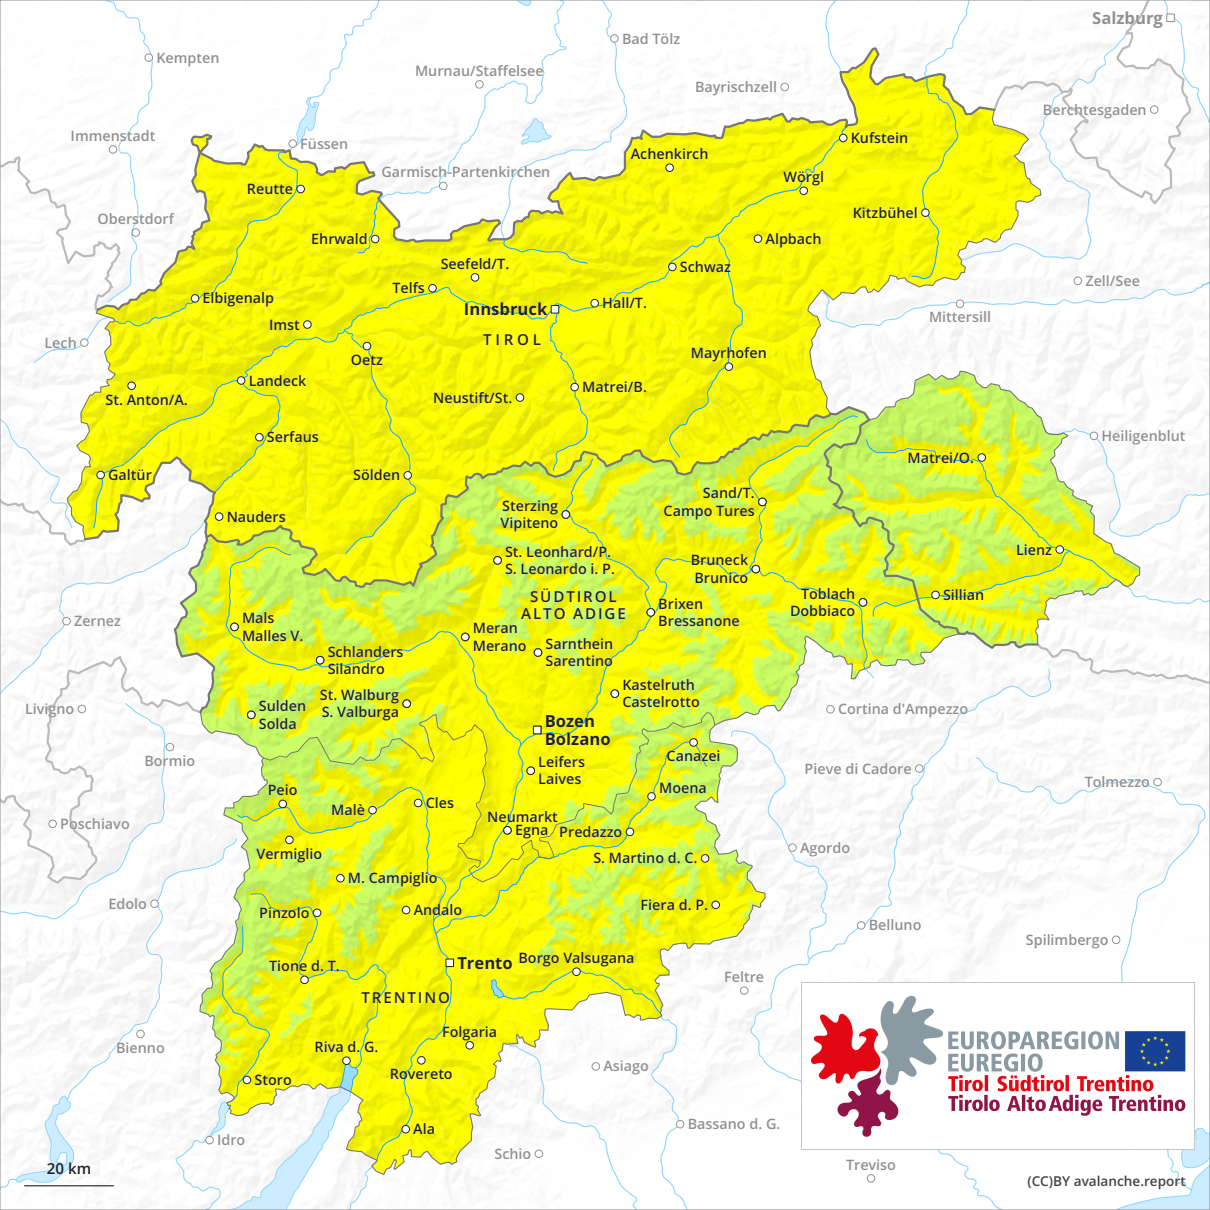 Salzburg
Bad Tölz
Kempten
Murnau/Staffelsee
Bayrischzell
Berchtesgaden
Immenstadt
Füssen
Kufstein
Achenkirch
Garmisch-Partenkirchen
Wörgl
Reutte
Oberstdorf
Kitzbühel
Ehrwald
Alpbach
Seefeld/T.
Schwaz
Zell/See
Telfs
Elbigenalp
Hall/T.
Innsbruck
Mittersill
Imst
TIROL
Lech
Oetz
Mayrhofen
Landeck
Matrei/B.
St. Anton/A.
Neustift/St.
Serfaus
Heiligenblut
Matrei/O.
Galtür
Sölden
Sand/T.
Campo Tures
Sterzing
Vipiteno
Nauders
Lienz
St. Leonhard/P.
S. Leonardo i. P.
Bruneck
Brunico
SÜDTIROL
ALTO ADIGE
Toblach
Dobbiaco
Sillian
Brixen
Bressanone
Zernez
Mals
Malles V.
Meran
Merano
Sarnthein
Sarentino
Schlanders
Silandro
Kastelruth
Castelrotto
St. Walburg
S. Valburga
Sulden
Solda
Livigno
Cortina d'Ampezzo
Bozen
Bolzano
Bormio
Canazei
Leifers
Laives
Pieve di Cadore
Tolmezzo
Peio
Moena
Malè
Cles
Neumarkt
Egna
Predazzo
Poschiavo
Vermiglio
S. Martino d. C.
Agordo
M. Campiglio
Edolo
Pinzolo
Andalo
Fiera d. P.
Belluno
Spilimbergo
Trento
Borgo Valsugana
Tione d. T.
Feltre
TRENTINO
Folgaria
Bienno
Riva d. G.
Rovereto
Asiago
Storo
EUROPAREGION
EUREGIO
Tirol Südtirol Trentino
Tirolo Alto Adige Trentino
Ala
Bassano d. G.
Idro
Schio
Treviso
20 km
(CC)BY avalanche.report